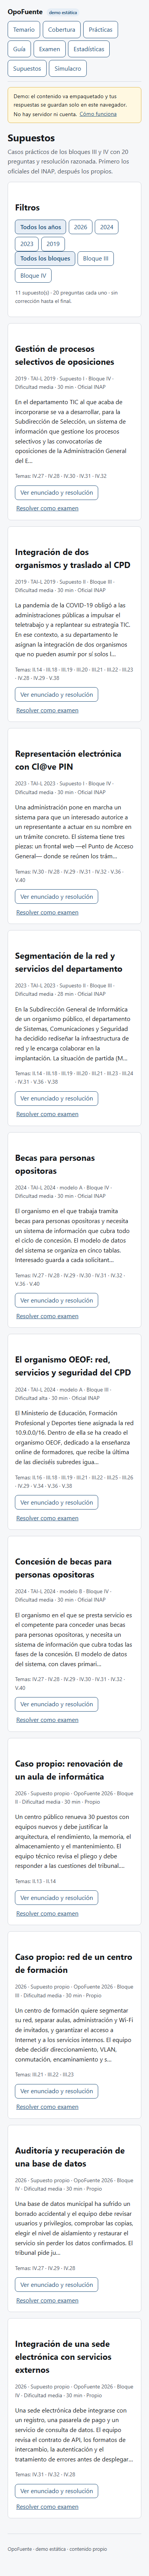 OpoFuente demo estática
Temario Cobertura Prácticas
Guía Examen Estadísticas
Supuestos Simulacro
Demo: el contenido va empaquetado y tus
respuestas se guardan solo en este navegador.
No hay servidor ni cuenta. Cómo funciona
Supuestos
Casos prácticos de los bloques III y IV con 20
preguntas y resolución razonada. Primero los
oficiales del INAP, después los propios.
Filtros
Todos los años 2026 2024
2023 2019
Todos los bloques Bloque III
Bloque IV
11 supuesto(s) · 20 preguntas cada uno · sin
corrección hasta el final.
Gestión de procesos
selectivos de oposiciones
2019 · TAI-L 2019 · Supuesto I · Bloque IV ·
Dificultad media · 30 min · Oficial INAP
En el departamento TIC al que acaba de
incorporarse se va a desarrollar, para la
Subdirección de Selección, un sistema de
información que gestione los procesos
selectivos y las convocatorias de
oposiciones de la Administración General
del E…
Temas: IV.27 · IV.28 · IV.30 · IV.31 · IV.32
Ver enunciado y resolución
Resolver como examen
Integración de dos
organismos y traslado al CPD
2019 · TAI-L 2019 · Supuesto II · Bloque III ·
Dificultad media · 30 min · Oficial INAP
La pandemia de la COVID-19 obligó a las
administraciones públicas a impulsar el
teletrabajo y a replantear su estrategia TIC.
En ese contexto, a su departamento le
asignan la integración de dos organismos
que no pueden asumir por sí solos l…
Temas: II.14 · III.18 · III.19 · III.20 · III.21 · III.22 · III.23
· IV.28 · IV.29 · V.38
Ver enunciado y resolución
Resolver como examen
Representación electrónica
con Cl@ve PIN
2023 · TAI-L 2023 · Supuesto I · Bloque IV ·
Dificultad media · 30 min · Oficial INAP
Una administración pone en marcha un
sistema para que un interesado autorice a
un representante a actuar en su nombre en
un trámite concreto. El sistema tiene tres
piezas: un frontal web —el Punto de Acceso
General— donde se reúnen los trám…
Temas: IV.30 · IV.28 · IV.29 · IV.31 · IV.32 · V.36 ·
V.40
Ver enunciado y resolución
Resolver como examen
Segmentación de la red y
servicios del departamento
2023 · TAI-L 2023 · Supuesto II · Bloque III ·
Dificultad media · 28 min · Oficial INAP
En la Subdirección General de Informática
de un organismo público, el departamento
de Sistemas, Comunicaciones y Seguridad
ha decidido rediseñar la infraestructura de
red y le encarga colaborar en la
implantación. La situación de partida (M…
Temas: II.14 · III.18 · III.19 · III.20 · III.21 · III.23 · III.24
· IV.31 · V.36 · V.38
Ver enunciado y resolución
Resolver como examen
Becas para personas
opositoras
2024 · TAI-L 2024 · modelo A · Bloque IV ·
Dificultad media · 30 min · Oficial INAP
El organismo en el que trabaja tramita
becas para personas opositoras y necesita
un sistema de información que cubra todo
el ciclo de la concesión. El modelo de datos
del sistema se organiza en cinco tablas.
Interesado guarda a cada solicitant…
Temas: IV.27 · IV.28 · IV.29 · IV.30 · IV.31 · IV.32 ·
V.36 · V.40
Ver enunciado y resolución
Resolver como examen
El organismo OEOF: red,
servicios y seguridad del CPD
2024 · TAI-L 2024 · modelo A · Bloque III ·
Dificultad alta · 30 min · Oficial INAP
El Ministerio de Educación, Formación
Profesional y Deportes tiene asignada la red
10.9.0.0/16. Dentro de ella se ha creado el
organismo OEOF, dedicado a la enseñanza
online de formadores, que recibe la última
de las dieciséis subredes igua…
Temas: II.16 · III.18 · III.19 · III.21 · III.22 · III.25 · III.26
· IV.29 · V.34 · V.36 · V.38
Ver enunciado y resolución
Resolver como examen
Concesión de becas para
personas opositoras
2024 · TAI-L 2024 · modelo B · Bloque IV ·
Dificultad media · 30 min · Oficial INAP
El organismo en el que se presta servicio es
el competente para conceder unas becas
para personas opositoras, y necesita un
sistema de información que cubra todas las
fases de la concesión. El modelo de datos
del sistema, con claves primari…
Temas: IV.27 · IV.28 · IV.29 · IV.30 · IV.31 · IV.32 ·
V.40
Ver enunciado y resolución
Resolver como examen
Caso propio: renovación de
un aula de informática
2026 · Supuesto propio · OpoFuente 2026 · Bloque
II · Dificultad media · 30 min · Propio
Un centro público renueva 30 puestos con
equipos nuevos y debe justificar la
arquitectura, el rendimiento, la memoria, el
almacenamiento y el mantenimiento. El
equipo técnico revisa el pliego y debe
responder a las cuestiones del tribunal.…
Temas: II.13 · II.14
Ver enunciado y resolución
Resolver como examen
Caso propio: red de un centro
de formación
2026 · Supuesto propio · OpoFuente 2026 · Bloque
III · Dificultad media · 30 min · Propio
Un centro de formación quiere segmentar
su red, separar aulas, administración y Wi-Fi
de invitados, y garantizar el acceso a
Internet y a los servicios internos. El equipo
debe decidir direccionamiento, VLAN,
conmutación, encaminamiento y s…
Temas: III.21 · III.22 · III.23
Ver enunciado y resolución
Resolver como examen
Auditoría y recuperación de
una base de datos
2026 · Supuesto propio · OpoFuente 2026 · Bloque
IV · Dificultad media · 30 min · Propio
Una base de datos municipal ha sufrido un
borrado accidental y el equipo debe revisar
usuarios y privilegios, comprobar las copias,
elegir el nivel de aislamiento y restaurar el
servicio sin perder los datos confirmados. El
tribunal pide ju…
Temas: IV.27 · IV.29 · IV.28
Ver enunciado y resolución
Resolver como examen
Integración de una sede
electrónica con servicios
externos
2026 · Supuesto propio · OpoFuente 2026 · Bloque
IV · Dificultad media · 30 min · Propio
Una sede electrónica debe integrarse con
un registro, una pasarela de pago y un
servicio de consulta de datos. El equipo
revisa el contrato de API, los formatos de
intercambio, la autenticación y el
tratamiento de errores antes de desplegar…
Temas: IV.31 · IV.32 · IV.28
Ver enunciado y resolución
Resolver como examen
OpoFuente · demo estática · contenido propio.